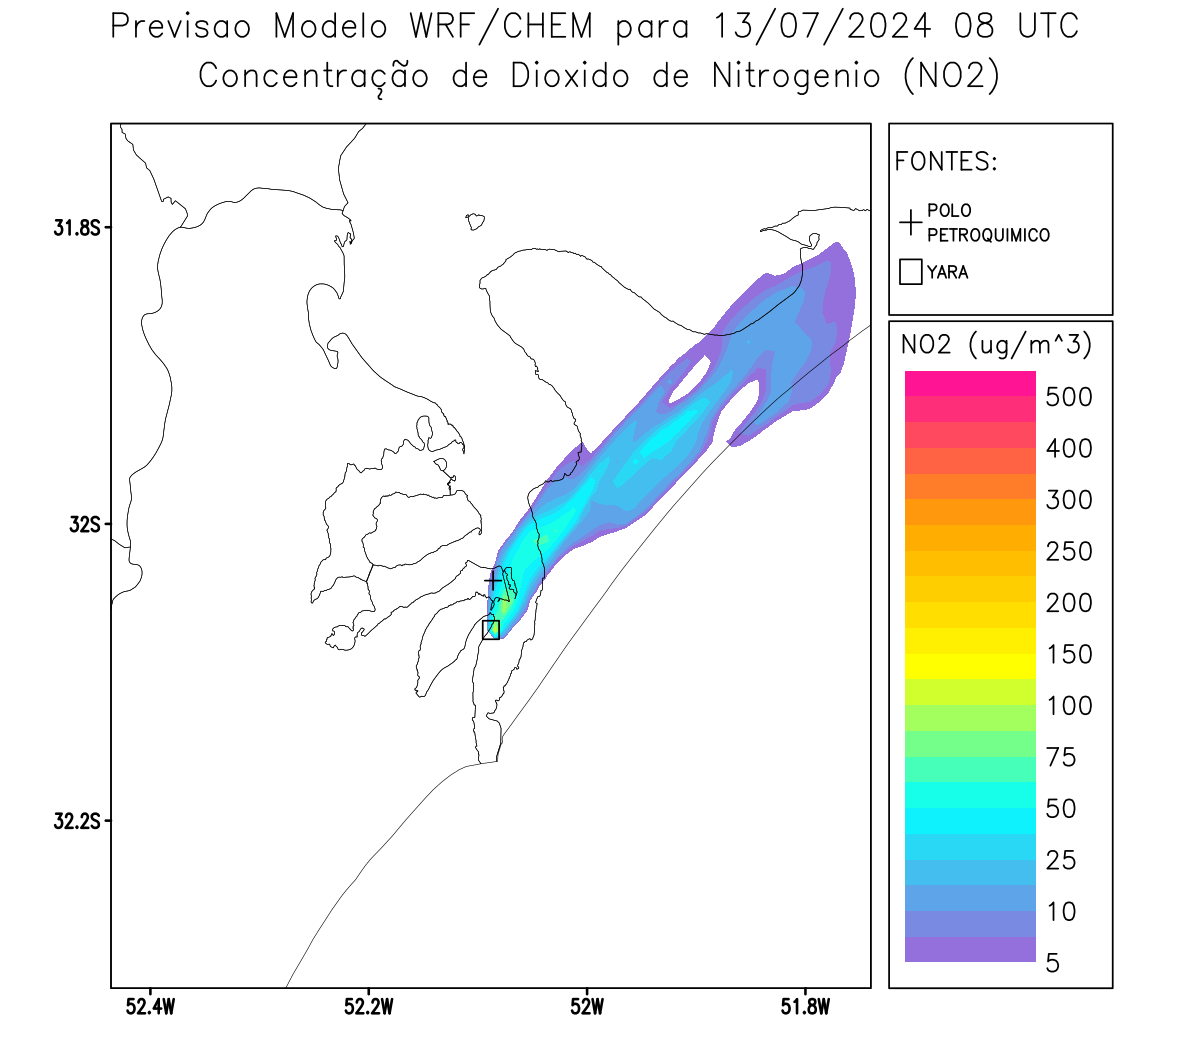 Previsao Modelo WRF/CHEM para 13/07/2024 08 UTC
Concentração de Dioxido de Nitrogenio (NO2)
FONTES:
POLO
PETROQUIMICO
YARA
31.8S
32S
32.2S
52.4W
52.2W
52W
51.8W
NO2 (ug/m^3)
500
400
300
250
200
150
100
75
50
25
10
5